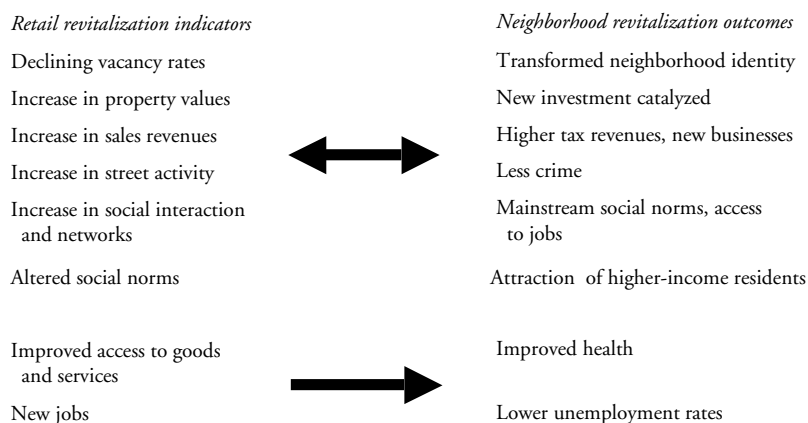 Retail revitalization indicators
Neighborhood revitalization outcomes
Declining vacancy rates
Transformed neighborhood identity
Increase in property values
New investment catalyzed
Increase in sales revenues
Higher tax revenues, new businesses
Increase in street activity
Less crime
Increase in social interaction
and networks
Mainstream social norms, access
to jobs
Altered social norms
Attraction of higher-income residents
Improved access to goods
and services
Improved health
New jobs
Lower unemployment rates